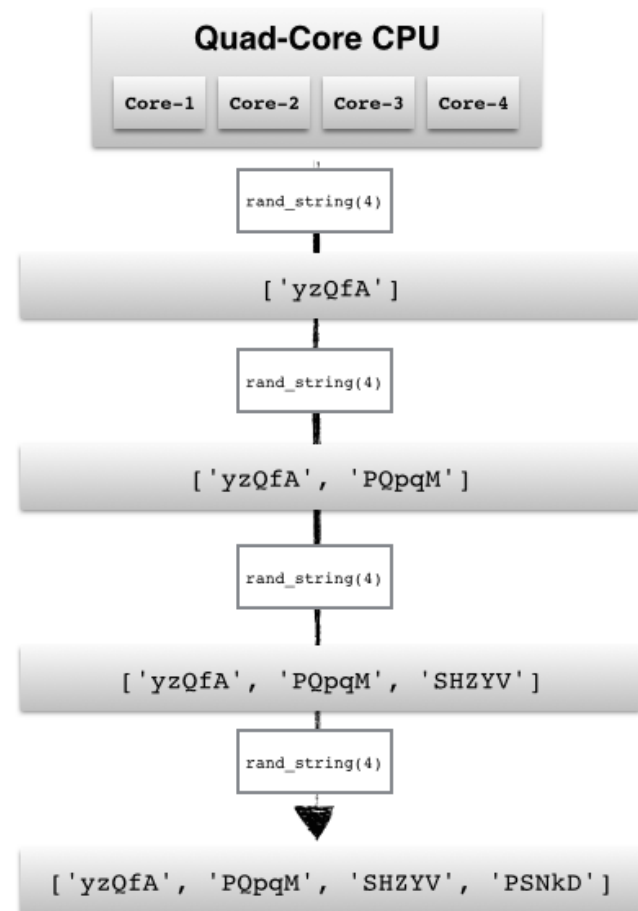 Quad-Core CPU
Core-1 Core-2 Core-3 Core-4
rand_string(4)
['yzQfA']
rand_string(4)
['yzQfA', 'PQpqM']
rand_string(4)
['yzQfA', 'PQpqM', 'SHZYV']
rand_string(4)
['yzQfA', 'PQpqM', 'SHZYV', 'PSNkD']